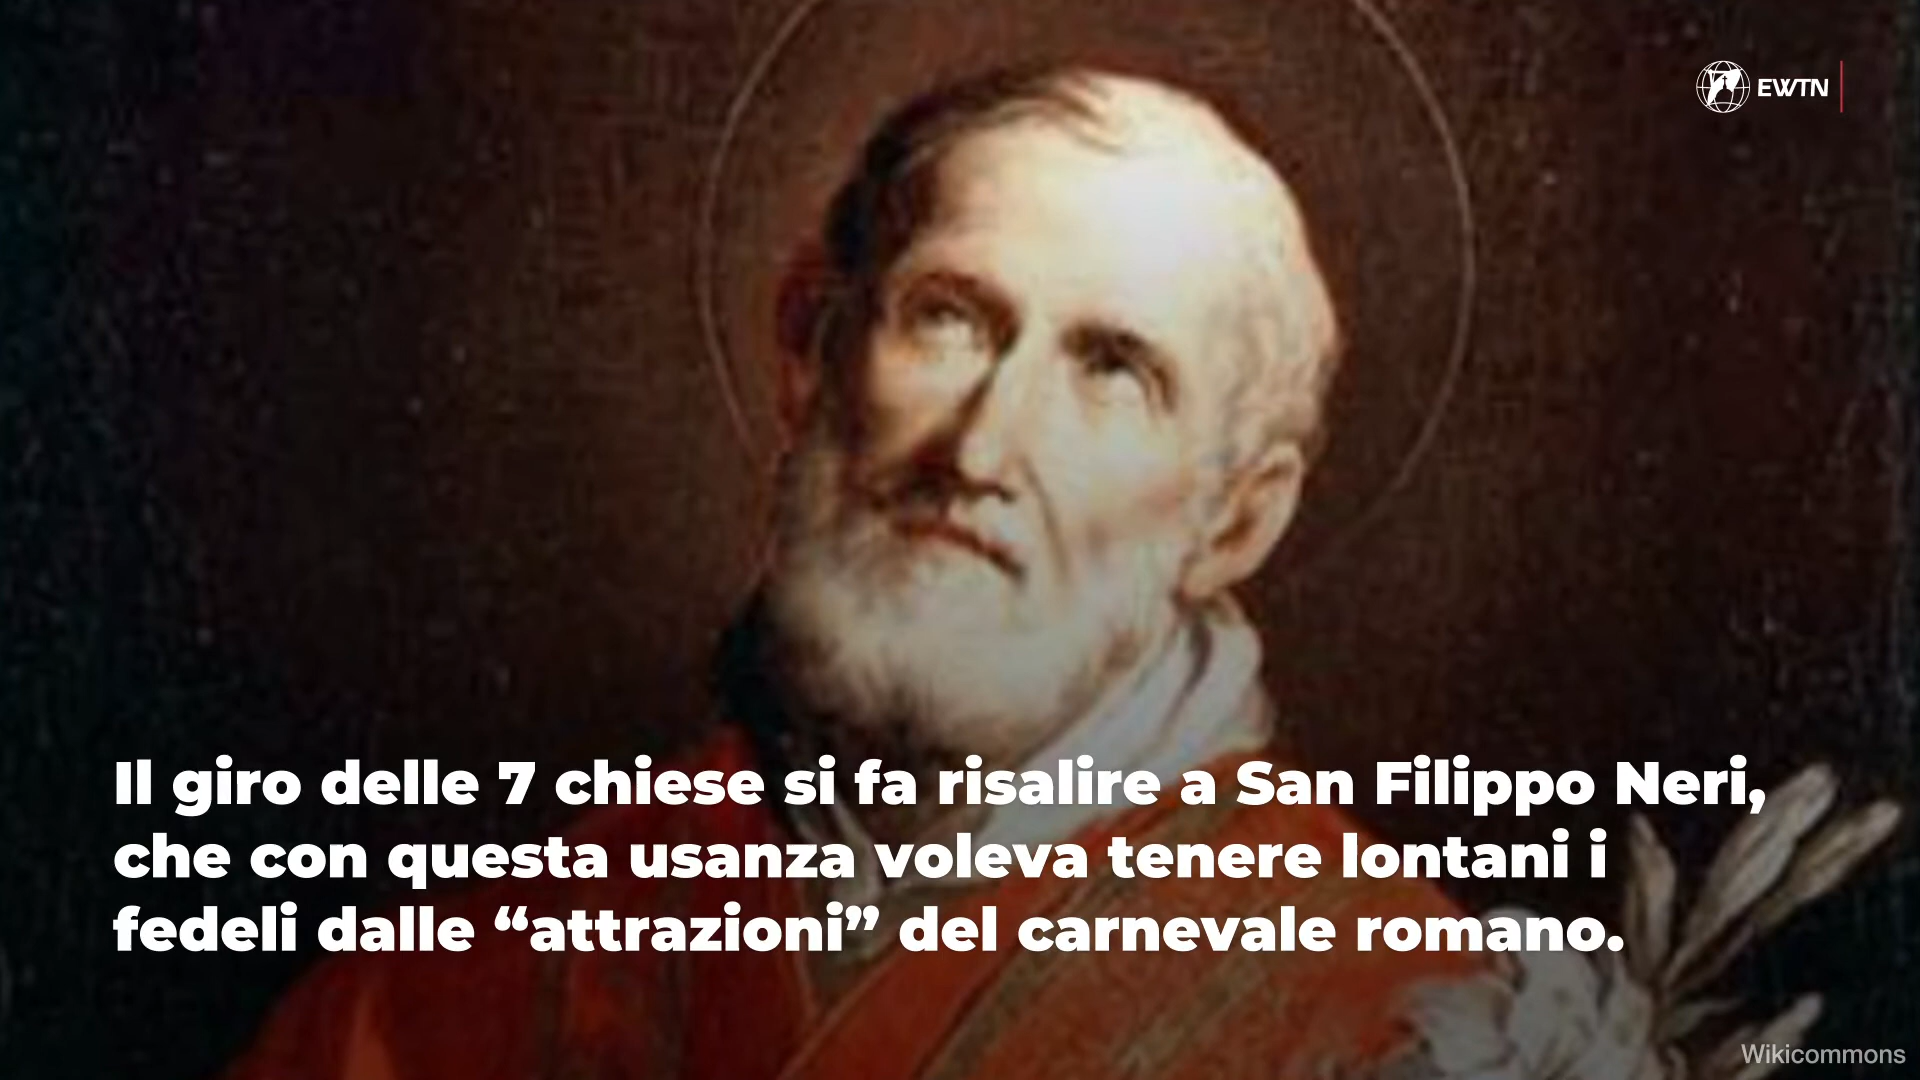 EWTN
Il giro delle 7 chiese si fa risalire a San Filippo Neri,
che con questa usanza voleva tenere lontani i
fedeli dalle “attrazioni” del carnevale romano.
Wikicommons